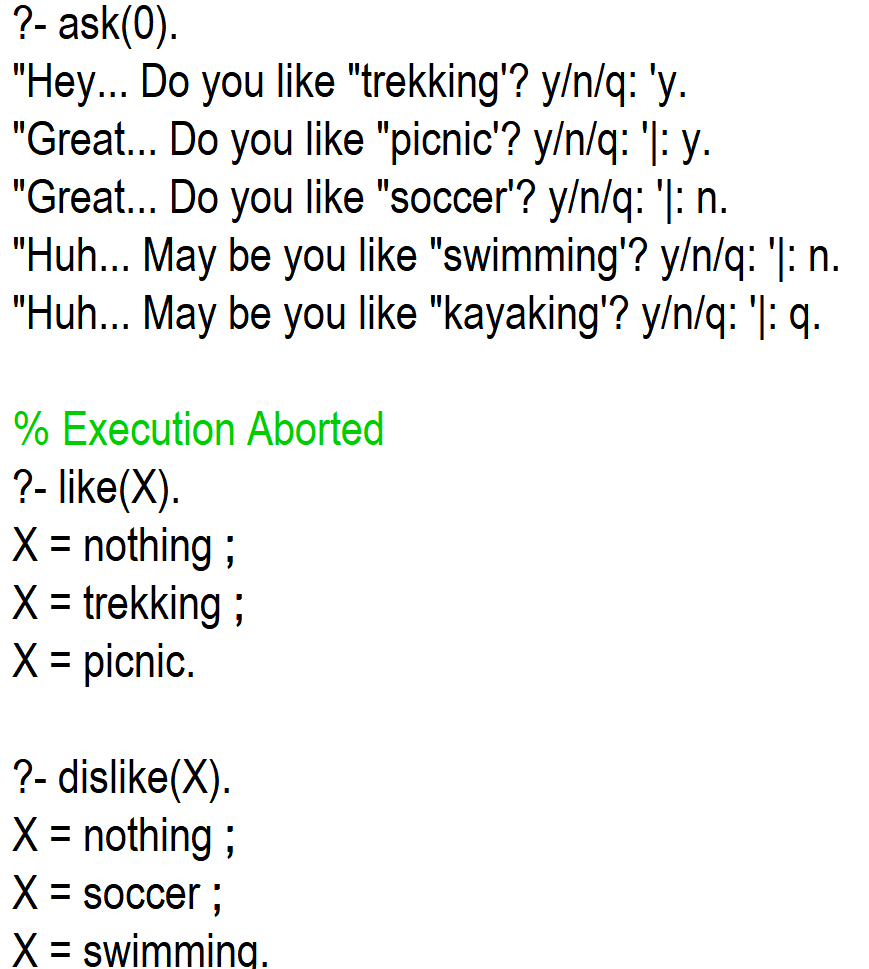 ?- ask(0).
"Hey... Do you like "trekking'? y/n/q: 'y.
"Great... Do you like "picnic'? y/n/q: '|: y.
"Great... Do you like "soccer'? y/n/q: '|: n.
"Huh... May be you like "swimming'? y/n/q: '|: n.
"Huh... May be you like "kayaking'? y/n/q: '|: q.
% Execution Aborted
?- like(X).
X = nothing ;
X = trekking ;
X = picnic.
?- dislike(X).
X = nothing ;
X = soccer ;
X = swimming.